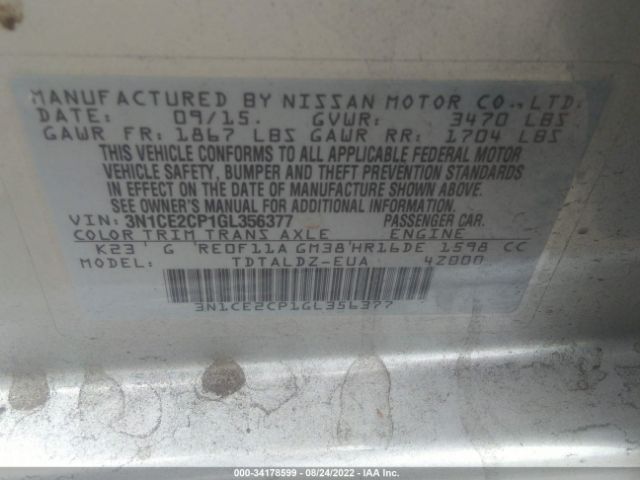 MANUFACTURED BY NISSAN MOTOR CO., LTD.
DATE: 09/15. GVWR: 3470 LBS
GAWR FR: 1867 LBS GAWR RR: 1704 LBS
THIS VEHICLE CONFORMS TO ALL APPLICABLE FEDERAL MOTOR
VEHICLE SAFETY, BUMPER, AND THEFT PREVENTION STANDARDS
IN EFFECT ON THE DATE OF MANUFACTURE SHOWN ABOVE.
SEE OWNER'S MANUAL FOR ADDITIONAL INFORMATION.
VIN: 3N1CE2CP1GL356377 PASSENGER CAR.
COLOR TRIM TRANS AXLE ENGINE
K23 G RE0F11A GM38 HR16DE 1598 CC
MODEL: TDTALDZ-EUA 4Z000
3N1CE2CP1GL356377
000-34178599 - 08/24/2022 - IAA Inc.